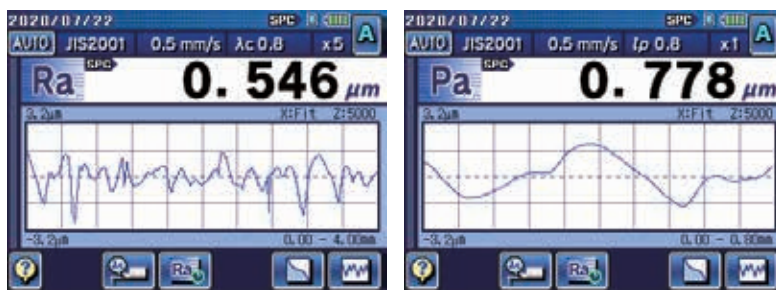 2020/07/22 SPC
AUTO JIS2001 0.5 mm/s λc 0.8 x5 A
Ra SPC 0.546 μm
3.2μm X:Fit Z:5000
-3.2μm 0.00 - 4.00mm
? Ra
2020/07/22 SPC
AUTO JIS2001 0.5 mm/s lp 0.8 x1 A
Pa SPC 0.778 μm
3.2μm X:Fit Z:5000
-3.2μm 0.00 - 0.80mm
? Ra